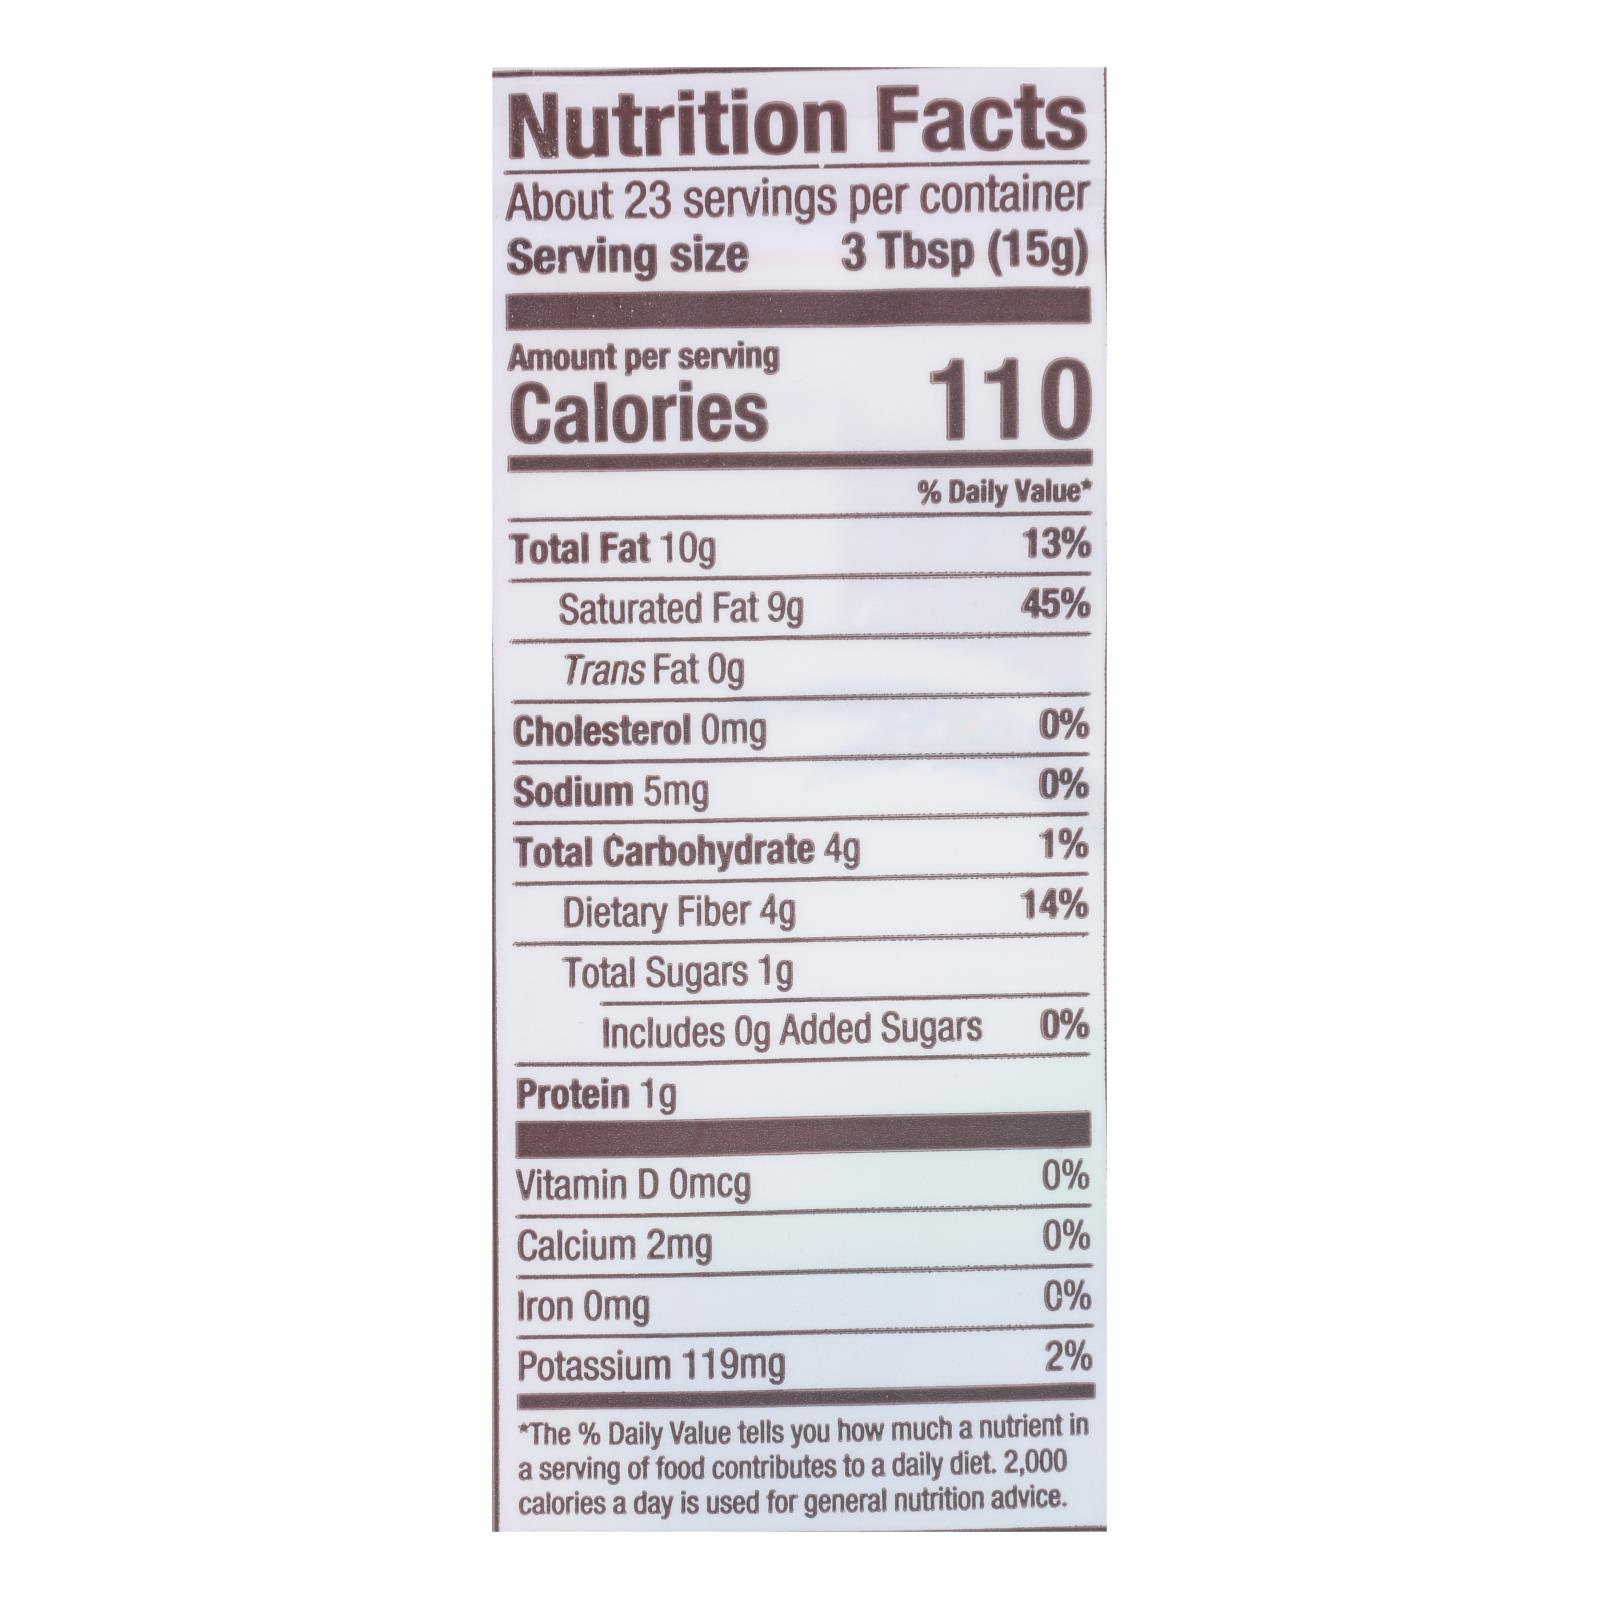 Nutrition Facts
About 23 servings per container
Serving size 3 Tbsp (15g)
Amount per serving
Calories 110
% Daily Value*
Total Fat 10g 13%
Saturated Fat 9g 45%
Trans Fat 0g
Cholesterol 0mg 0%
Sodium 5mg 0%
Total Carbohydrate 4g 1%
Dietary Fiber 4g 14%
Total Sugars 1g
Includes 0g Added Sugars 0%
Protein 1g
Vitamin D 0mcg 0%
Calcium 2mg 0%
Iron 0mg 0%
Potassium 119mg 2%
*The % Daily Value tells you how much a nutrient in
a serving of food contributes to a daily diet. 2,000
calories a day is used for general nutrition advice.